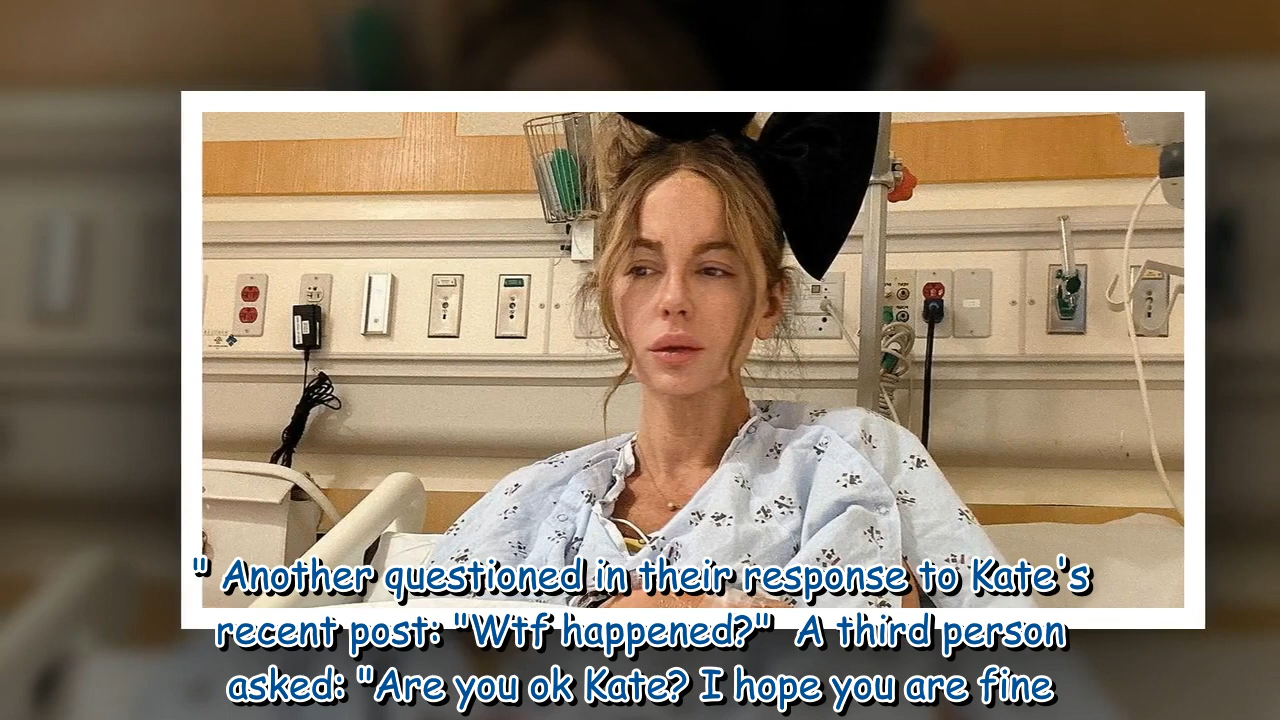 " Another questioned in their response to Kate's
recent post: "Wtf happened?"  A third person
asked: "Are you ok Kate? I hope you are fine